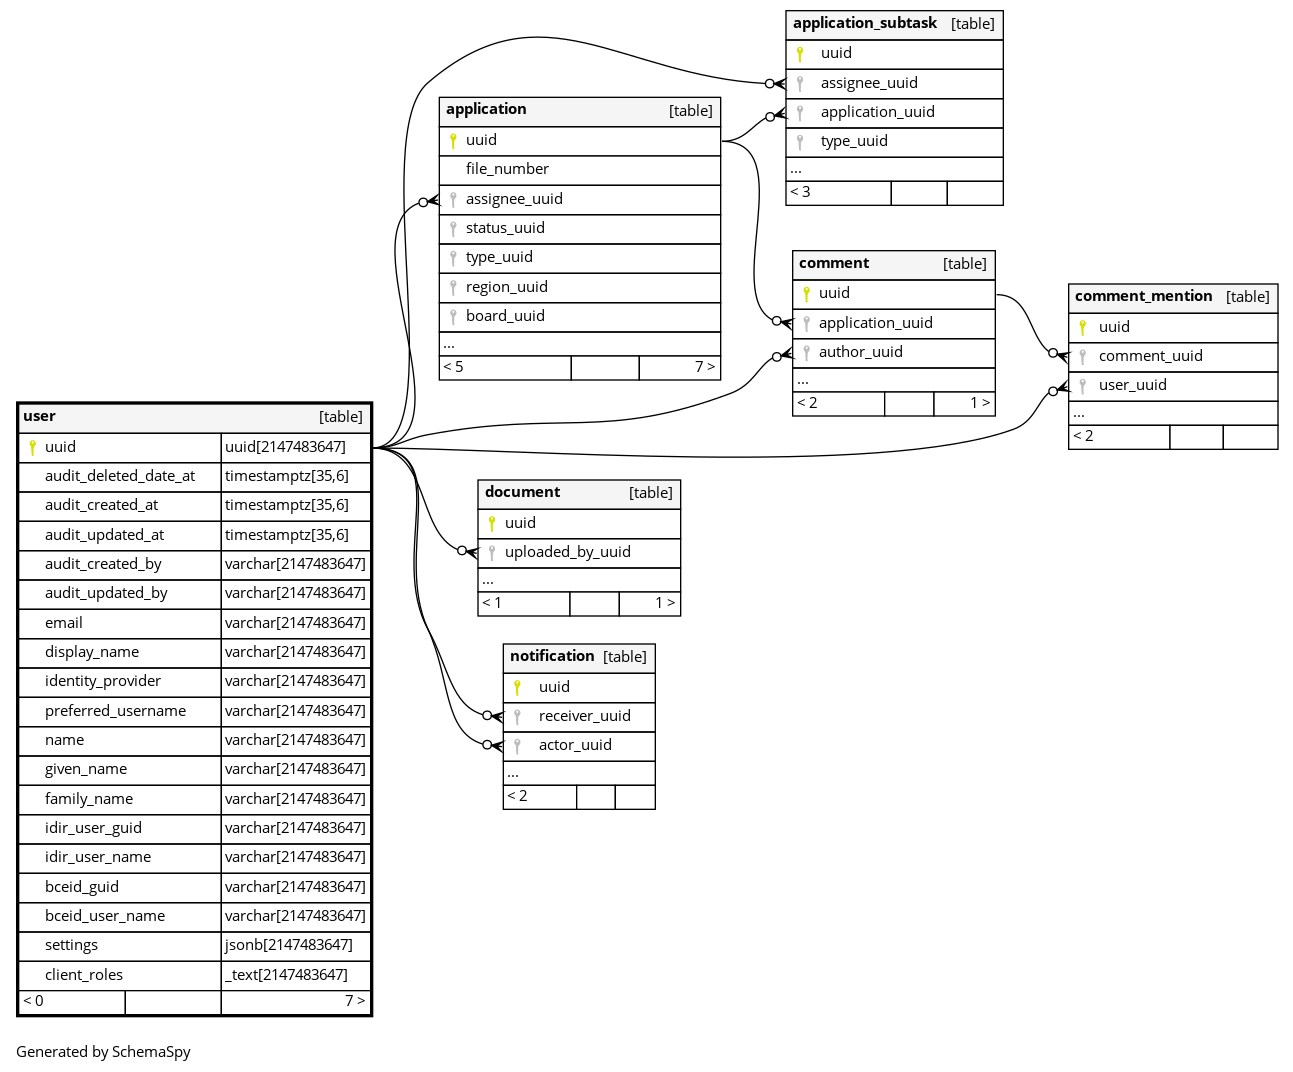 application_subtask [table]
uuid
assignee_uuid
application_uuid
type_uuid
...
< 3
application [table]
uuid
file_number
assignee_uuid
status_uuid
type_uuid
region_uuid
board_uuid
...
< 5 7 >
comment [table]
uuid
application_uuid
author_uuid
...
< 2 1 >
comment_mention [table]
uuid
comment_uuid
user_uuid
...
< 2
user [table]
uuid uuid[2147483647]
audit_deleted_date_at timestamptz[35,6]
audit_created_at timestamptz[35,6]
audit_updated_at timestamptz[35,6]
audit_created_by varchar[2147483647]
audit_updated_by varchar[2147483647]
email varchar[2147483647]
display_name varchar[2147483647]
identity_provider varchar[2147483647]
preferred_username varchar[2147483647]
name varchar[2147483647]
given_name varchar[2147483647]
family_name varchar[2147483647]
idir_user_guid varchar[2147483647]
idir_user_name varchar[2147483647]
bceid_guid varchar[2147483647]
bceid_user_name varchar[2147483647]
settings jsonb[2147483647]
client_roles _text[2147483647]
< 0 7 >
document [table]
uuid
uploaded_by_uuid
...
< 1 1 >
notification [table]
uuid
receiver_uuid
actor_uuid
...
< 2
Generated by SchemaSpy